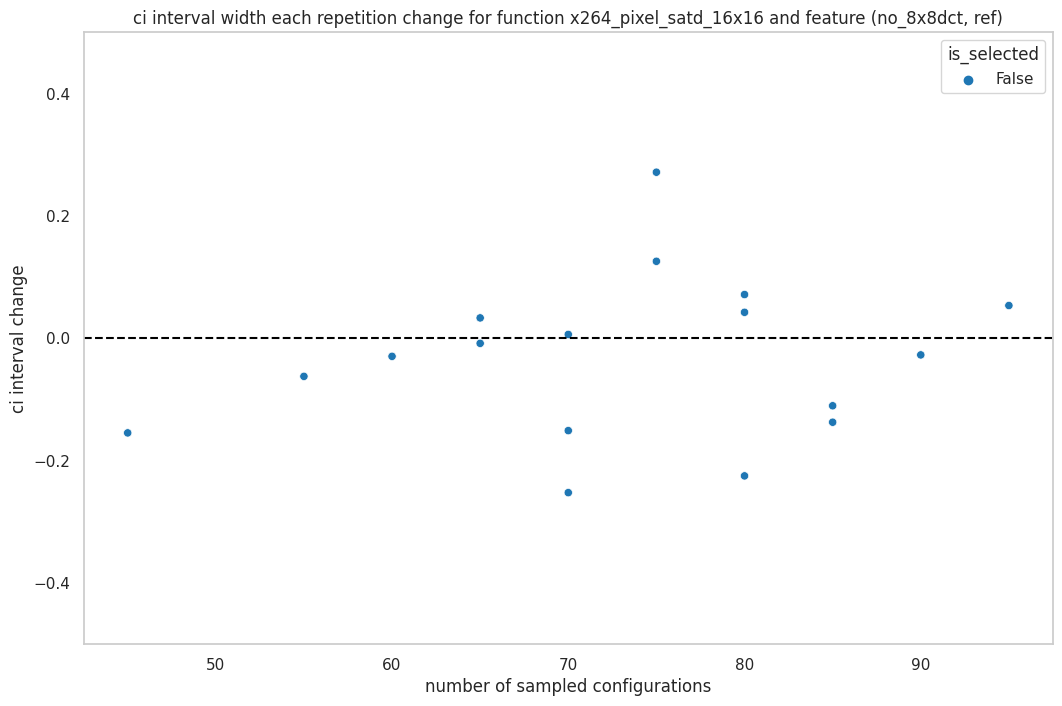 ci interval width each repetition change for function x264_pixel_satd_16x16 and feature (no_8x8dct, ref)
is_selected
False
0.4
0.2
0.0
−0.2
−0.4
ci interval change
50
60
70
80
90
number of sampled configurations